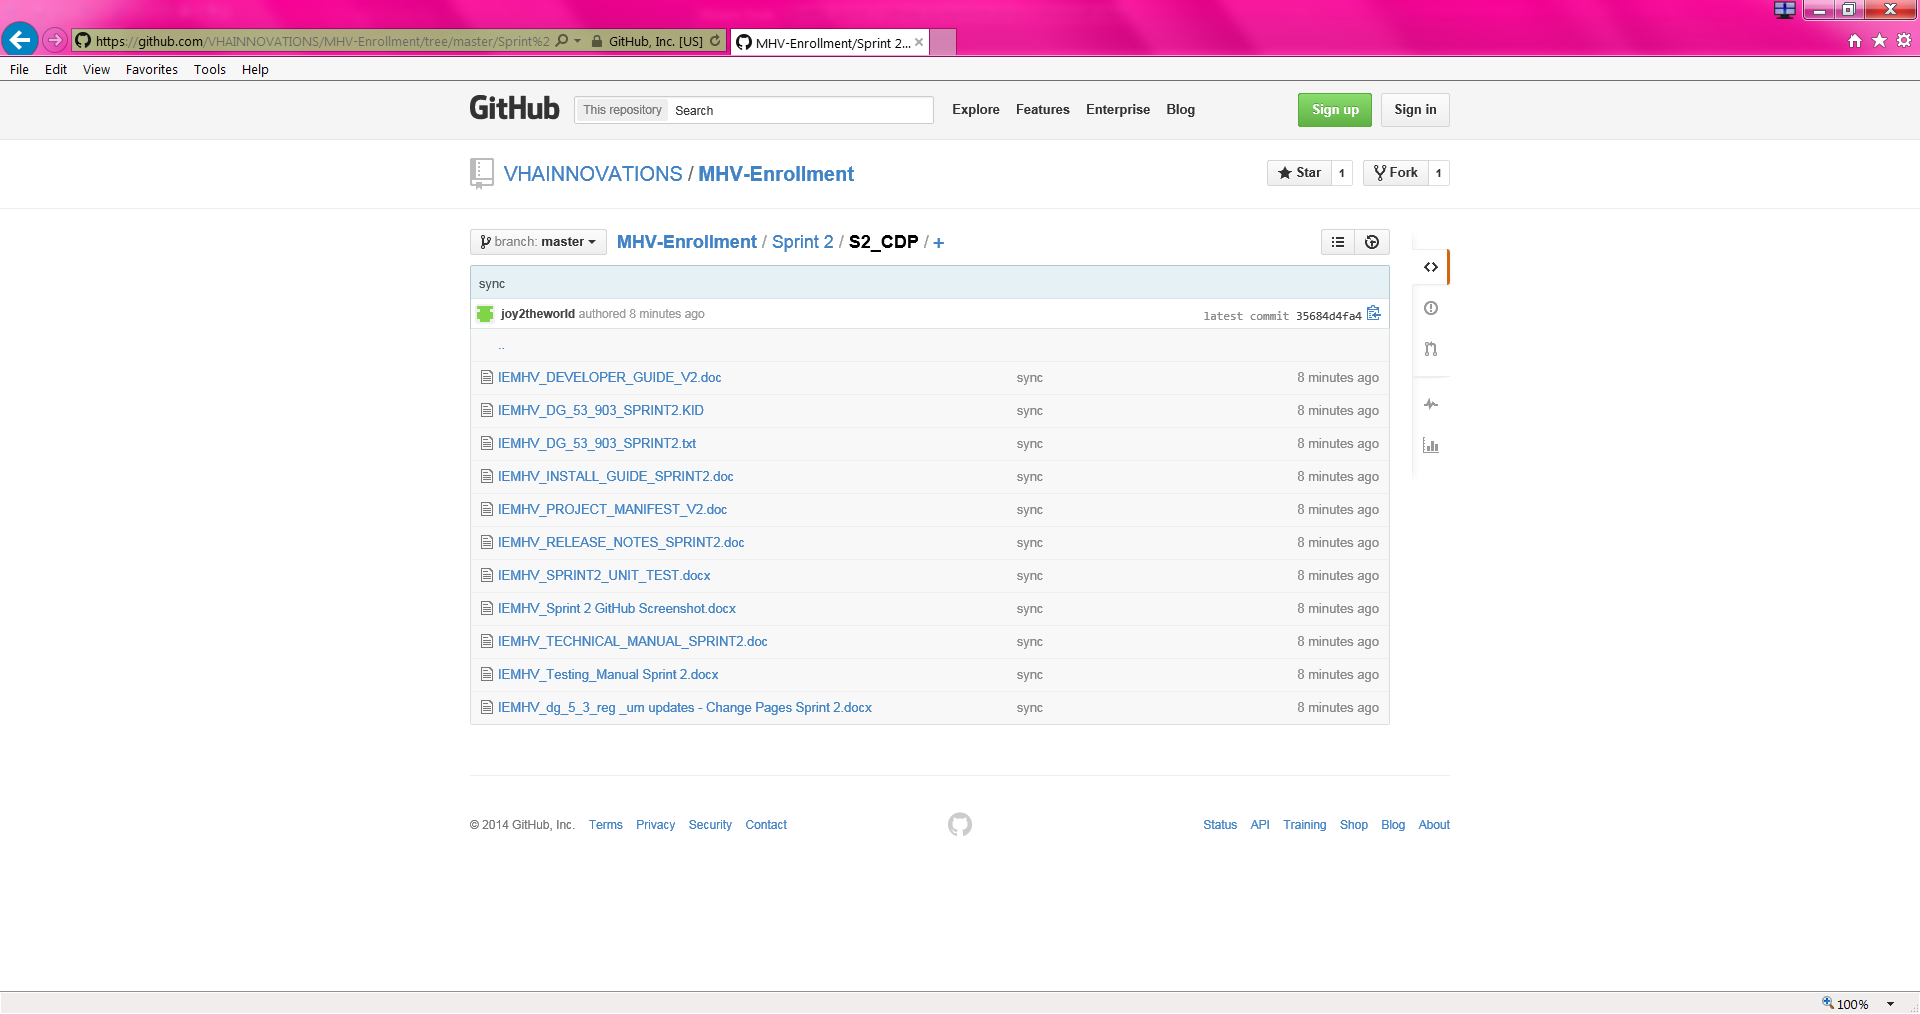 https://github.com/VHAINNOVATIONS/MHV-Enrollment/tree/master/Sprint%2 GitHub, Inc. [US] MHV-Enrollment/Sprint 2...
File Edit View Favorites Tools Help
GitHub This repository Search Explore Features Enterprise Blog Sign up Sign in
VHAINNOVATIONS / MHV-Enrollment Star 1 Fork 1
branch: master MHV-Enrollment / Sprint 2 / S2_CDP / +
sync
joy2theworld authored 8 minutes ago latest commit 35684d4fa4
..
IEMHV_DEVELOPER_GUIDE_V2.doc sync 8 minutes ago
IEMHV_DG_53_903_SPRINT2.KID sync 8 minutes ago
IEMHV_DG_53_903_SPRINT2.txt sync 8 minutes ago
IEMHV_INSTALL_GUIDE_SPRINT2.doc sync 8 minutes ago
IEMHV_PROJECT_MANIFEST_V2.doc sync 8 minutes ago
IEMHV_RELEASE_NOTES_SPRINT2.doc sync 8 minutes ago
IEMHV_SPRINT2_UNIT_TEST.docx sync 8 minutes ago
IEMHV_Sprint 2 GitHub Screenshot.docx sync 8 minutes ago
IEMHV_TECHNICAL_MANUAL_SPRINT2.doc sync 8 minutes ago
IEMHV_Testing_Manual Sprint 2.docx sync 8 minutes ago
IEMHV_dg_5_3_reg _um updates - Change Pages Sprint 2.docx sync 8 minutes ago
© 2014 GitHub, Inc. Terms Privacy Security Contact Status API Training Shop Blog About
100%